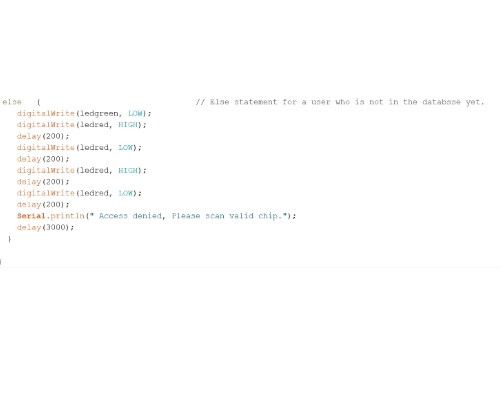 else   {                                 // Else statement for a user who is not in the databsse yet.
   digitalWrite(ledgreen, LOW);
   digitalWrite(ledred, HIGH);
   delay(200);
   digitalWrite(ledred, LOW);
   delay(200);
   digitalWrite(ledred, HIGH);
   delay(200);
   digitalWrite(ledred, LOW);
   delay(200);
   Serial.println(" Access denied, Please scan valid chip.");
   delay(3000);
 }
}